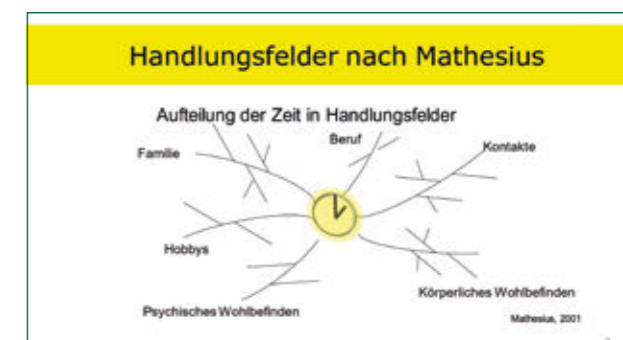 Handlungsfelder nach Mathesius
Aufteilung der Zeit in Handlungsfelder
Beruf
Familie
Kontakte
Hobbys
Psychisches Wohlbefinden
Körperliches Wohlbefinden
Mathesius, 2001